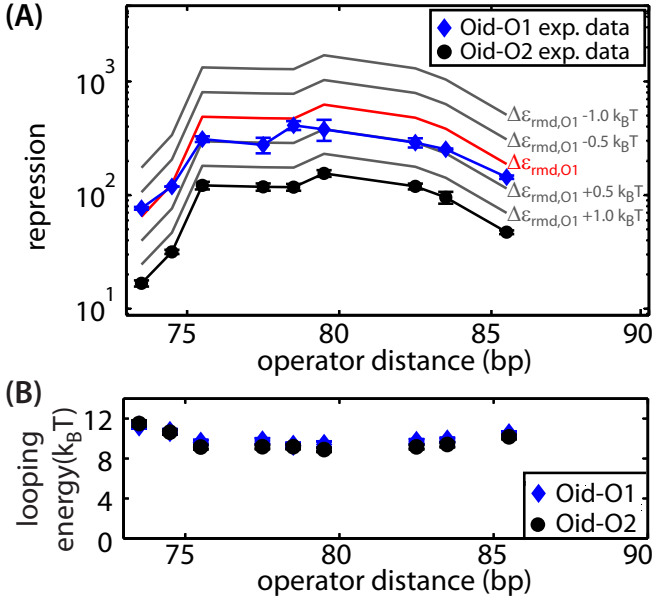 (A)
Oid-O1 exp. data
Oid-O2 exp. data
10³
10²
10¹
repression
Δε_rmd,O1 -1.0 k_BT
Δε_rmd,O1 -0.5 k_BT
Δε_rmd,O1
Δε_rmd,O1 +0.5 k_BT
Δε_rmd,O1 +1.0 k_BT
75 80 85 90
operator distance (bp)
(B)
12
8
4
0
looping
energy(k_BT)
Oid-O1
Oid-O2
75 80 85 90
operator distance (bp)